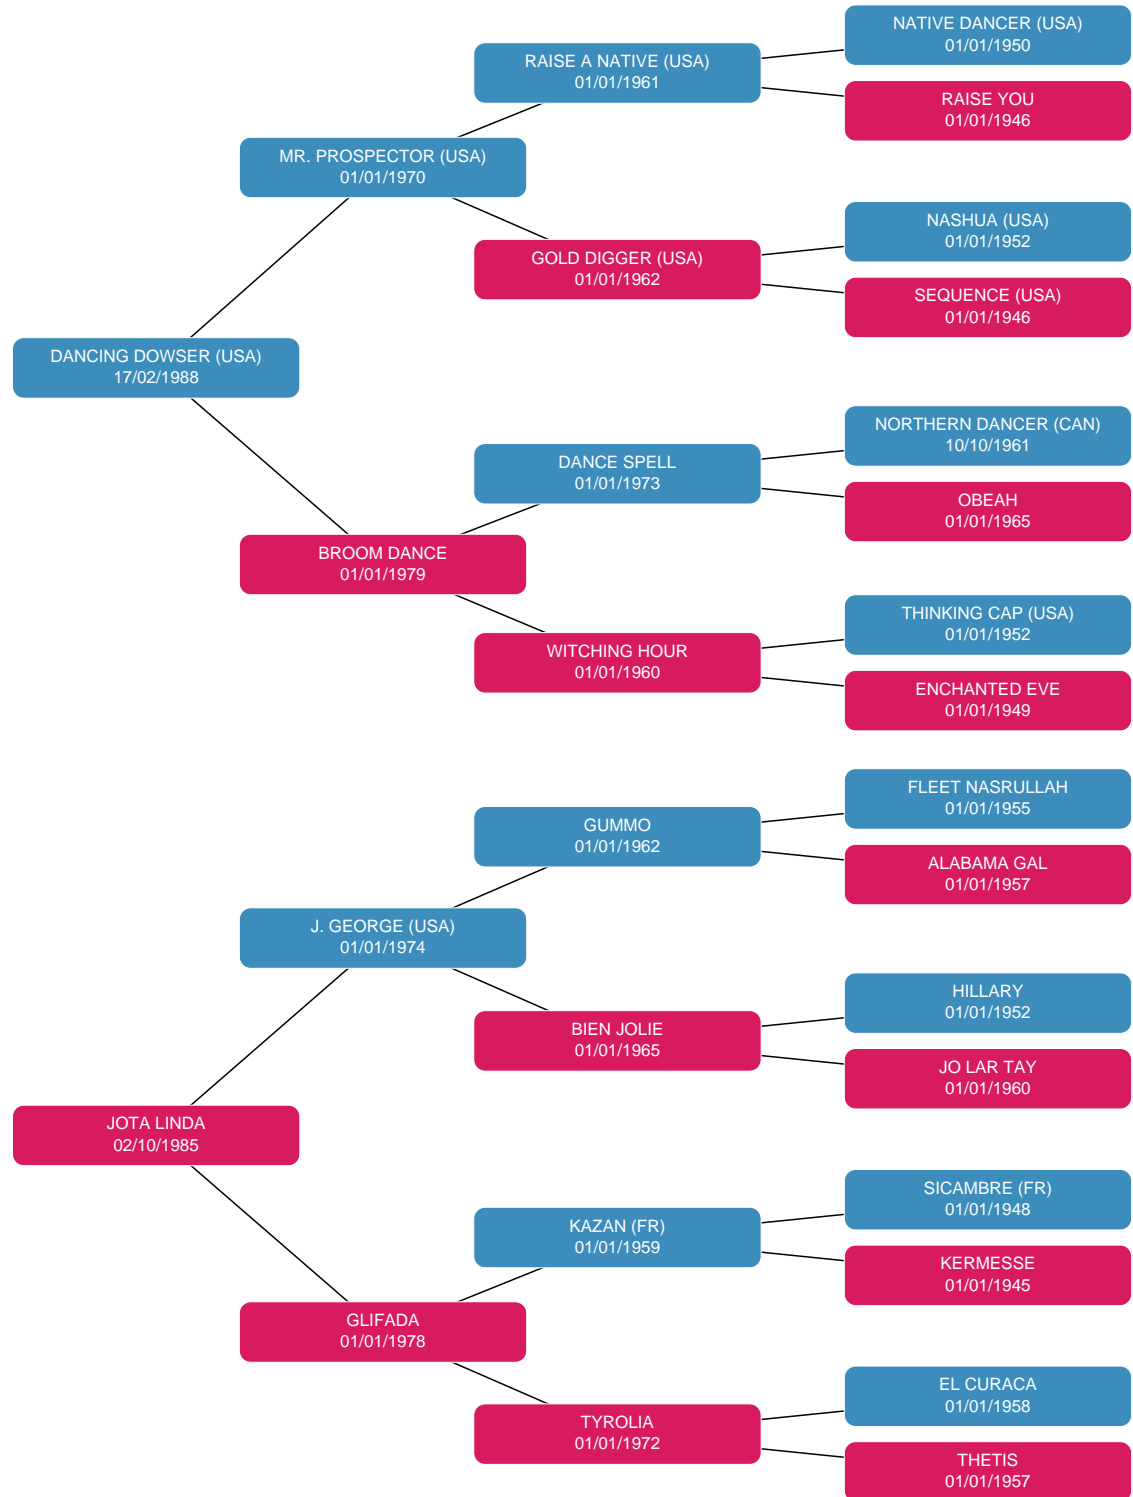 NATIVE DANCER (USA)
01/01/1950
RAISE A NATIVE (USA)
01/01/1961
RAISE YOU
01/01/1946
MR. PROSPECTOR (USA)
01/01/1970
NASHUA (USA)
01/01/1952
GOLD DIGGER (USA)
01/01/1962
SEQUENCE (USA)
01/01/1946
DANCING DOWSER (USA)
17/02/1988
NORTHERN DANCER (CAN)
10/10/1961
DANCE SPELL
01/01/1973
OBEAH
01/01/1965
BROOM DANCE
01/01/1979
THINKING CAP (USA)
01/01/1952
WITCHING HOUR
01/01/1960
ENCHANTED EVE
01/01/1949
FLEET NASRULLAH
01/01/1955
GUMMO
01/01/1962
ALABAMA GAL
01/01/1957
J. GEORGE (USA)
01/01/1974
HILLARY
01/01/1952
BIEN JOLIE
01/01/1965
JO LAR TAY
01/01/1960
JOTA LINDA
02/10/1985
SICAMBRE (FR)
01/01/1948
KAZAN (FR)
01/01/1959
KERMESSE
01/01/1945
GLIFADA
01/01/1978
EL CURACA
01/01/1958
TYROLIA
01/01/1972
THETIS
01/01/1957